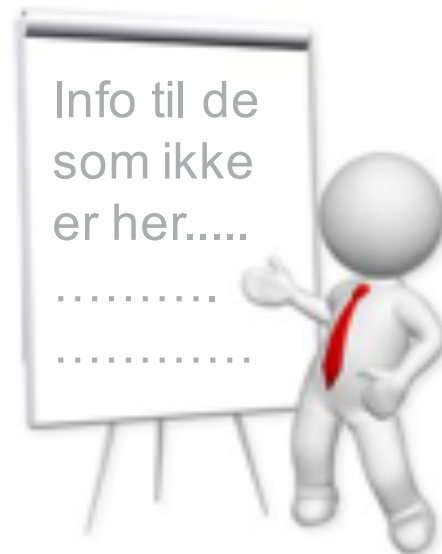 Info til de
som ikke
er her.....
..........
............